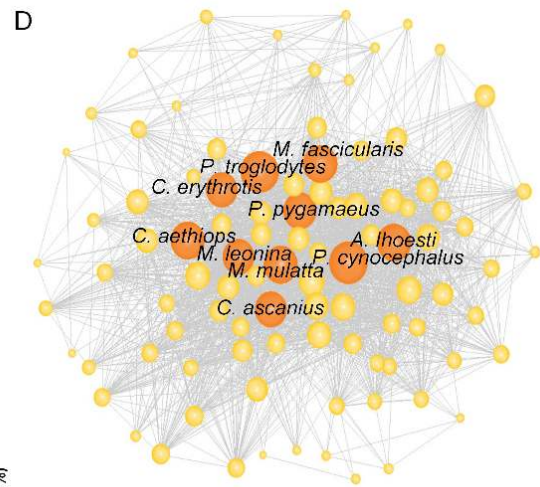 D
M. fascicularis
P. troglodytes
C. erythrotis
P. pygamaeus
C. aethiops
A. lhoesti
M. leonina
P. cynocephalus
M. mulatta
C. ascanius